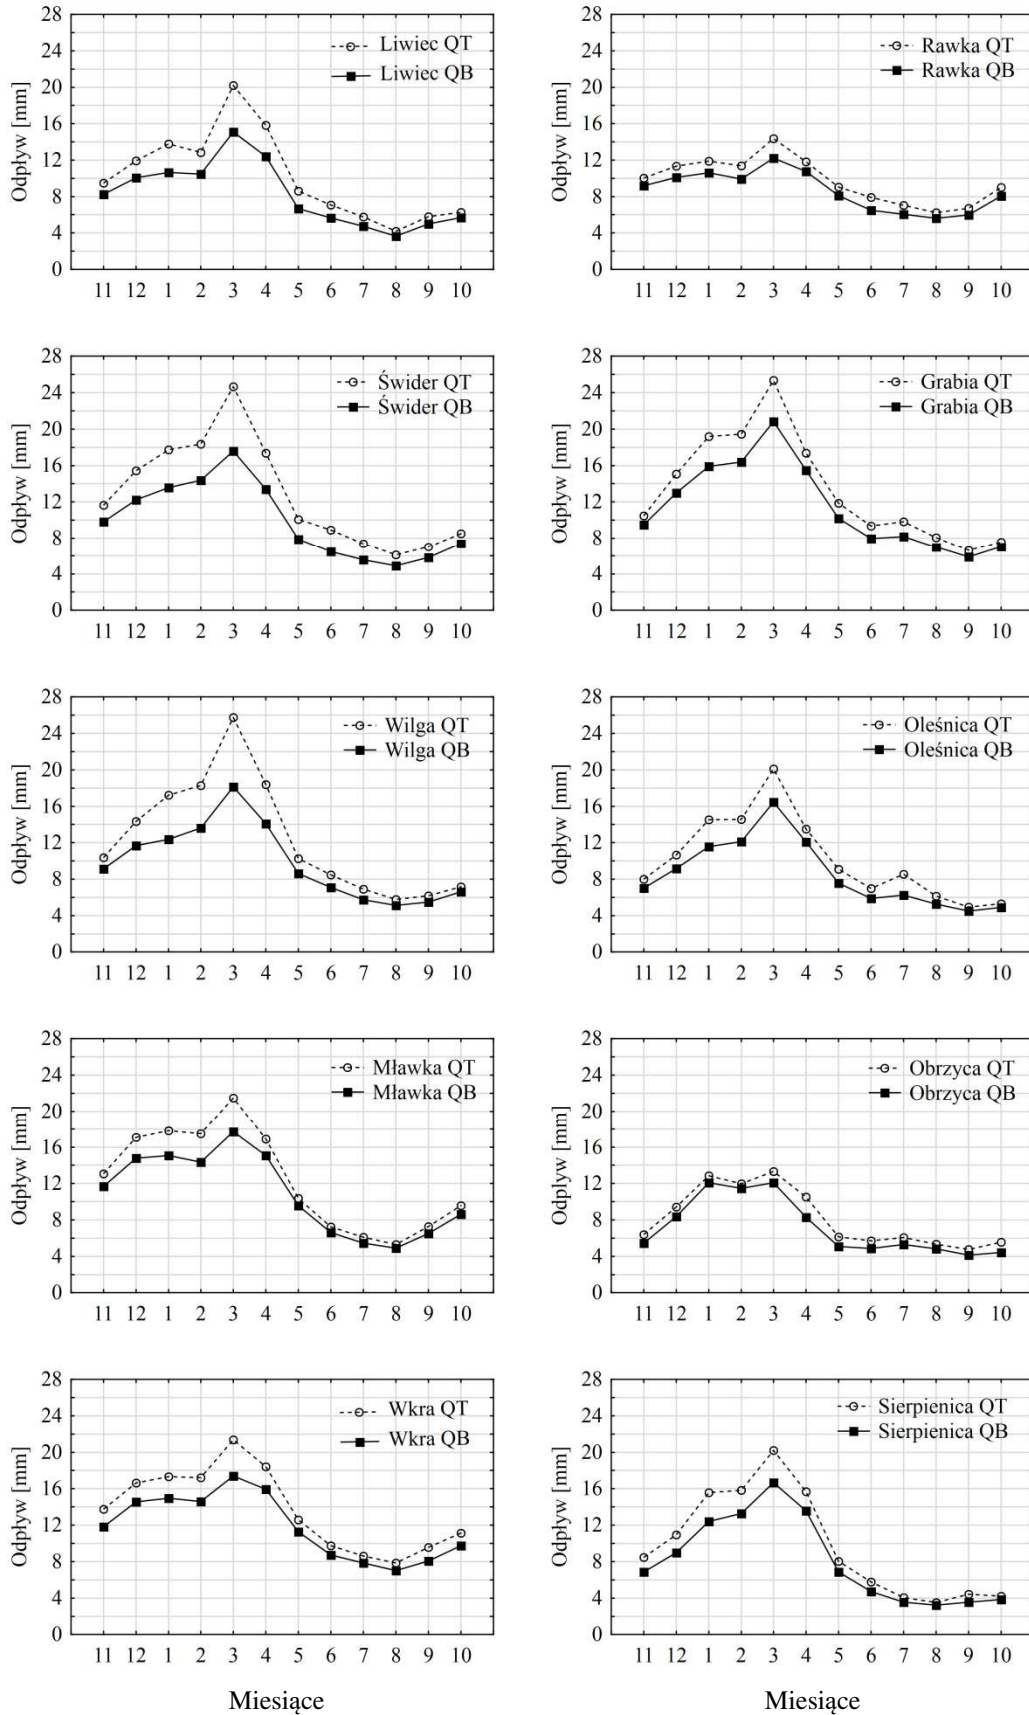 28
24
20
16
12
8
4
0
Odpływ [mm]
Liwiec QT
Liwiec QB
11 12 1 2 3 4 5 6 7 8 9 10
28
24
20
16
12
8
4
0
Odpływ [mm]
Rawka QT
Rawka QB
11 12 1 2 3 4 5 6 7 8 9 10
28
24
20
16
12
8
4
0
Odpływ [mm]
Świder QT
Świder QB
11 12 1 2 3 4 5 6 7 8 9 10
28
24
20
16
12
8
4
0
Odpływ [mm]
Grabia QT
Grabia QB
11 12 1 2 3 4 5 6 7 8 9 10
28
24
20
16
12
8
4
0
Odpływ [mm]
Wilga QT
Wilga QB
11 12 1 2 3 4 5 6 7 8 9 10
28
24
20
16
12
8
4
0
Odpływ [mm]
Oleśnica QT
Oleśnica QB
11 12 1 2 3 4 5 6 7 8 9 10
28
24
20
16
12
8
4
0
Odpływ [mm]
Mławka QT
Mławka QB
11 12 1 2 3 4 5 6 7 8 9 10
28
24
20
16
12
8
4
0
Odpływ [mm]
Obrzyca QT
Obrzyca QB
11 12 1 2 3 4 5 6 7 8 9 10
28
24
20
16
12
8
4
0
Odpływ [mm]
Wkra QT
Wkra QB
11 12 1 2 3 4 5 6 7 8 9 10
Miesiące
28
24
20
16
12
8
4
0
Odpływ [mm]
Sierpienica QT
Sierpienica QB
11 12 1 2 3 4 5 6 7 8 9 10
Miesiące